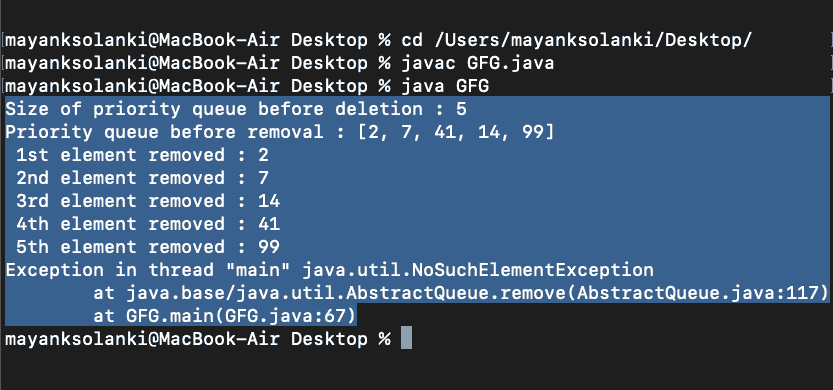 mayanksolanki@MacBook-Air Desktop % cd /Users/mayanksolanki/Desktop/
mayanksolanki@MacBook-Air Desktop % javac GFG.java
mayanksolanki@MacBook-Air Desktop % java GFG
Size of priority queue before deletion : 5
Priority queue before removal : [2, 7, 41, 14, 99]
 1st element removed : 2
 2nd element removed : 7
 3rd element removed : 14
 4th element removed : 41
 5th element removed : 99
Exception in thread "main" java.util.NoSuchElementException
        at java.base/java.util.AbstractQueue.remove(AbstractQueue.java:117)
        at GFG.main(GFG.java:67)
mayanksolanki@MacBook-Air Desktop %